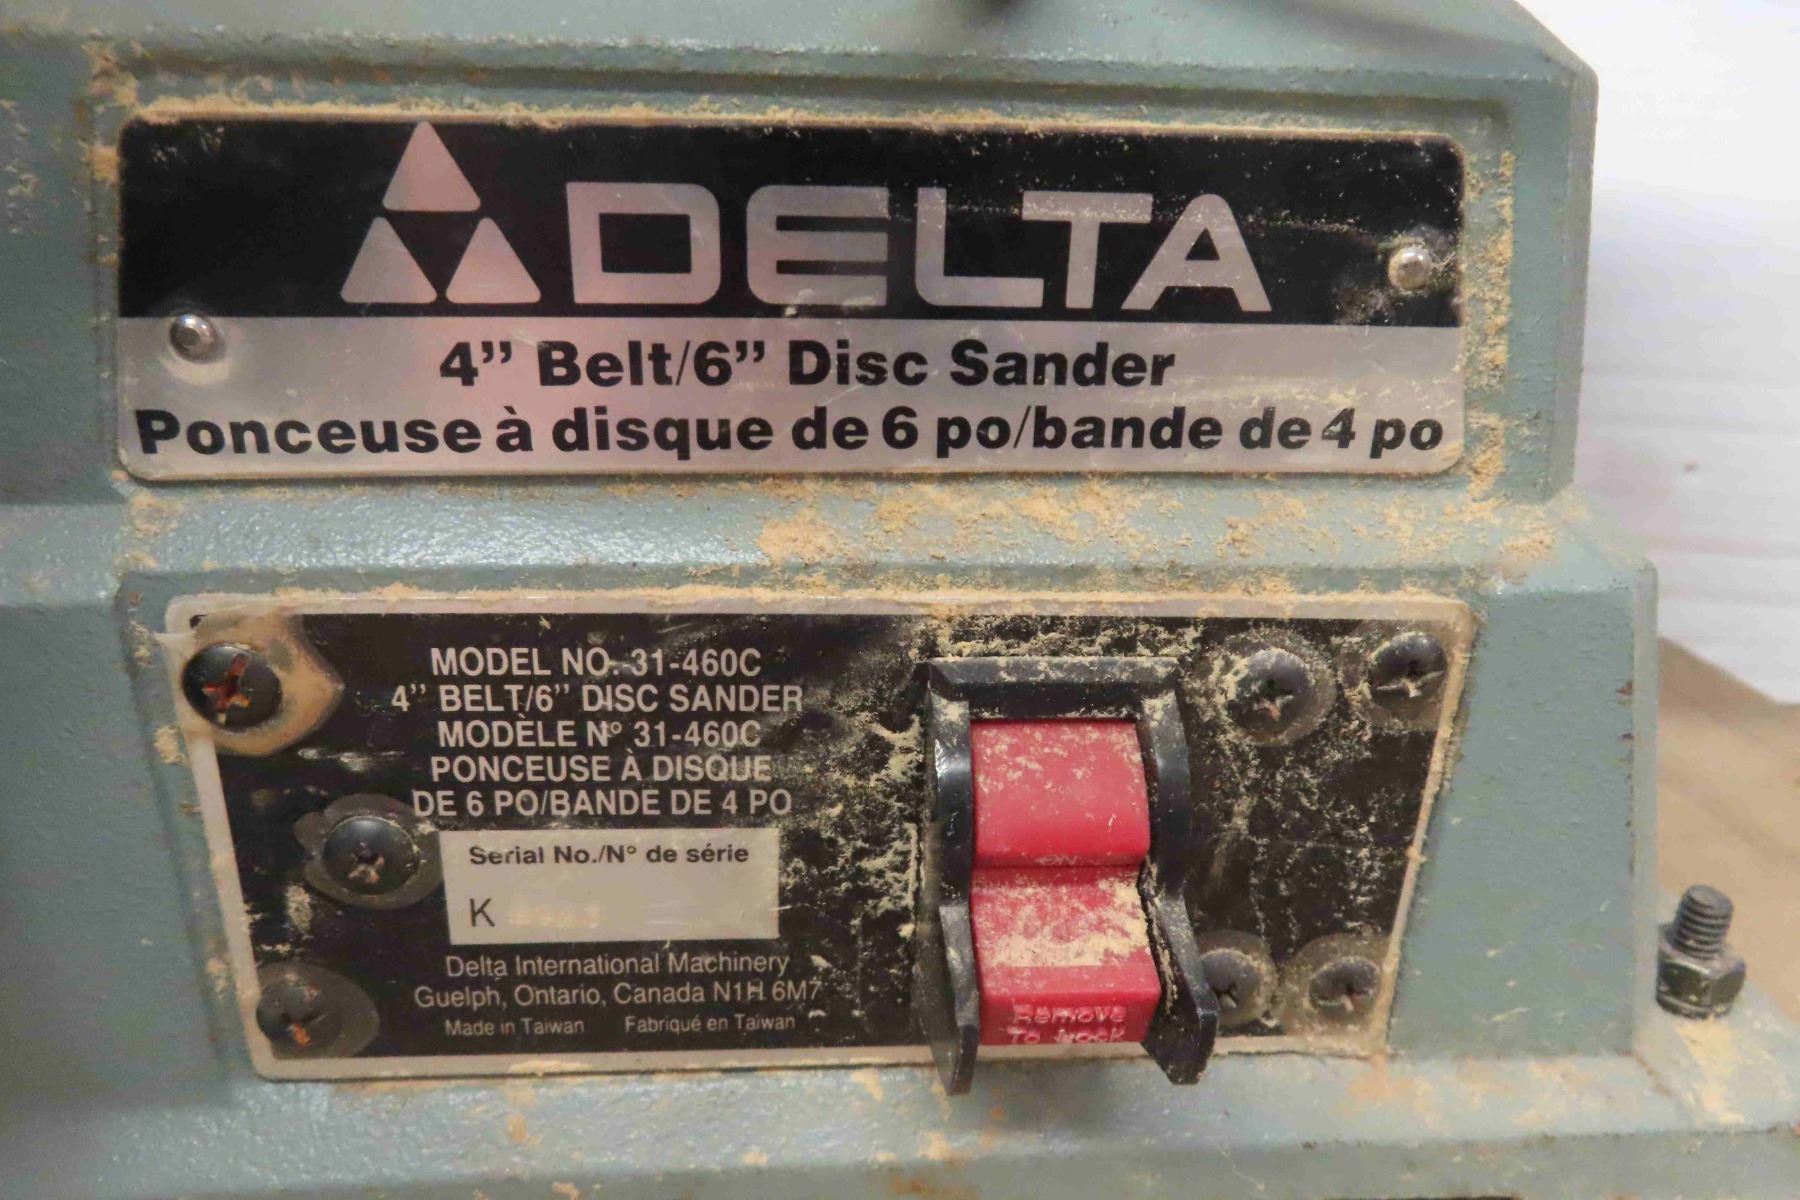 DELTA
4” Belt/6” Disc Sander
Ponceuse à disque de 6 po/bande de 4 po
MODEL NO. 31-460C
4” BELT/6” DISC SANDER
MODÈLE N° 31-460C
PONCEUSE À DISQUE
DE 6 PO/BANDE DE 4 PO
Serial No./N° de série
K
Delta International Machinery
Guelph, Ontario, Canada N1H 6M7
Made in Taiwan Fabriqué en Taiwan
ON
Remove
To Lock